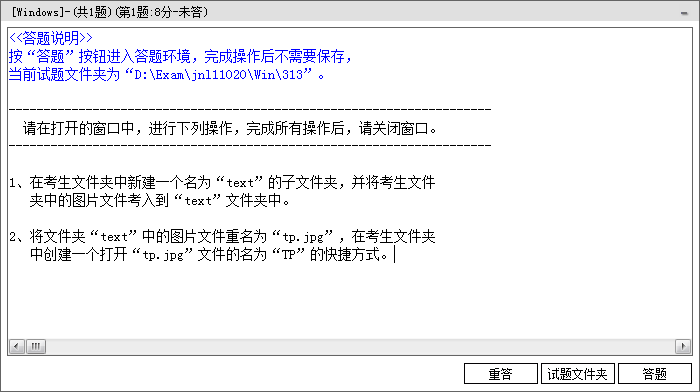 [Windows]-(共1题)(第1题:8分-未答)
<<答题说明>>
按“答题”按钮进入答题环境，完成操作后不需要保存，
当前试题文件夹为“D:\Exam\jnl11020\Win\313”。
----------------------------------------------------------------------
请在打开的窗口中，进行下列操作，完成所有操作后，请关闭窗口。
----------------------------------------------------------------------
1、在考生文件夹中新建一个名为“text”的子文件夹，并将考生文件
夹中的图片文件考入到“text”文件夹中。
2、将文件夹“text”中的图片文件重名为“tp.jpg”，在考生文件夹
中创建一个打开“tp.jpg”文件的名为“TP”的快捷方式。
重答 试题文件夹 答题